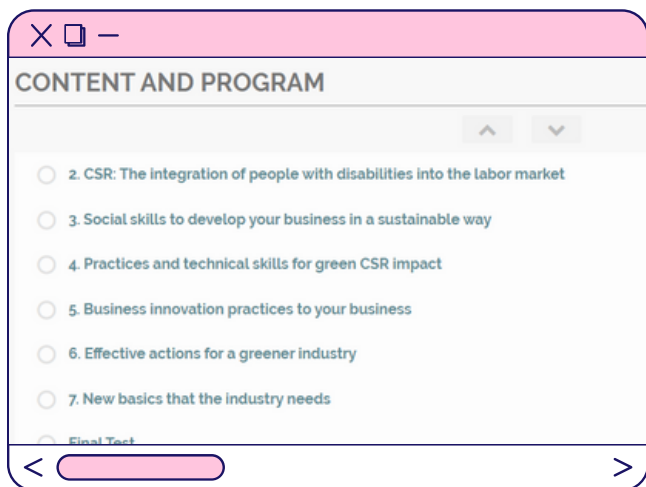 CONTENT AND PROGRAM
2. CSR: The integration of people with disabilities into the labor market
3. Social skills to develop your business in a sustainable way
4. Practices and technical skills for green CSR impact
5. Business innovation practices to your business
6. Effective actions for a greener industry
7. New basics that the industry needs
Final Test